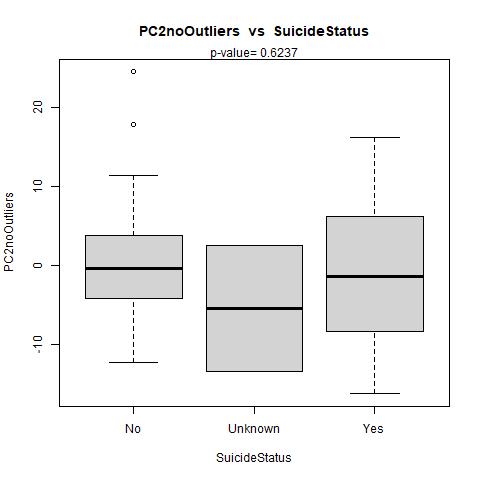 PC2noOutliers vs SuicideStatus
p-value= 0.6237
PC2noOutliers
20
10
0
-10
No Unknown Yes
SuicideStatus